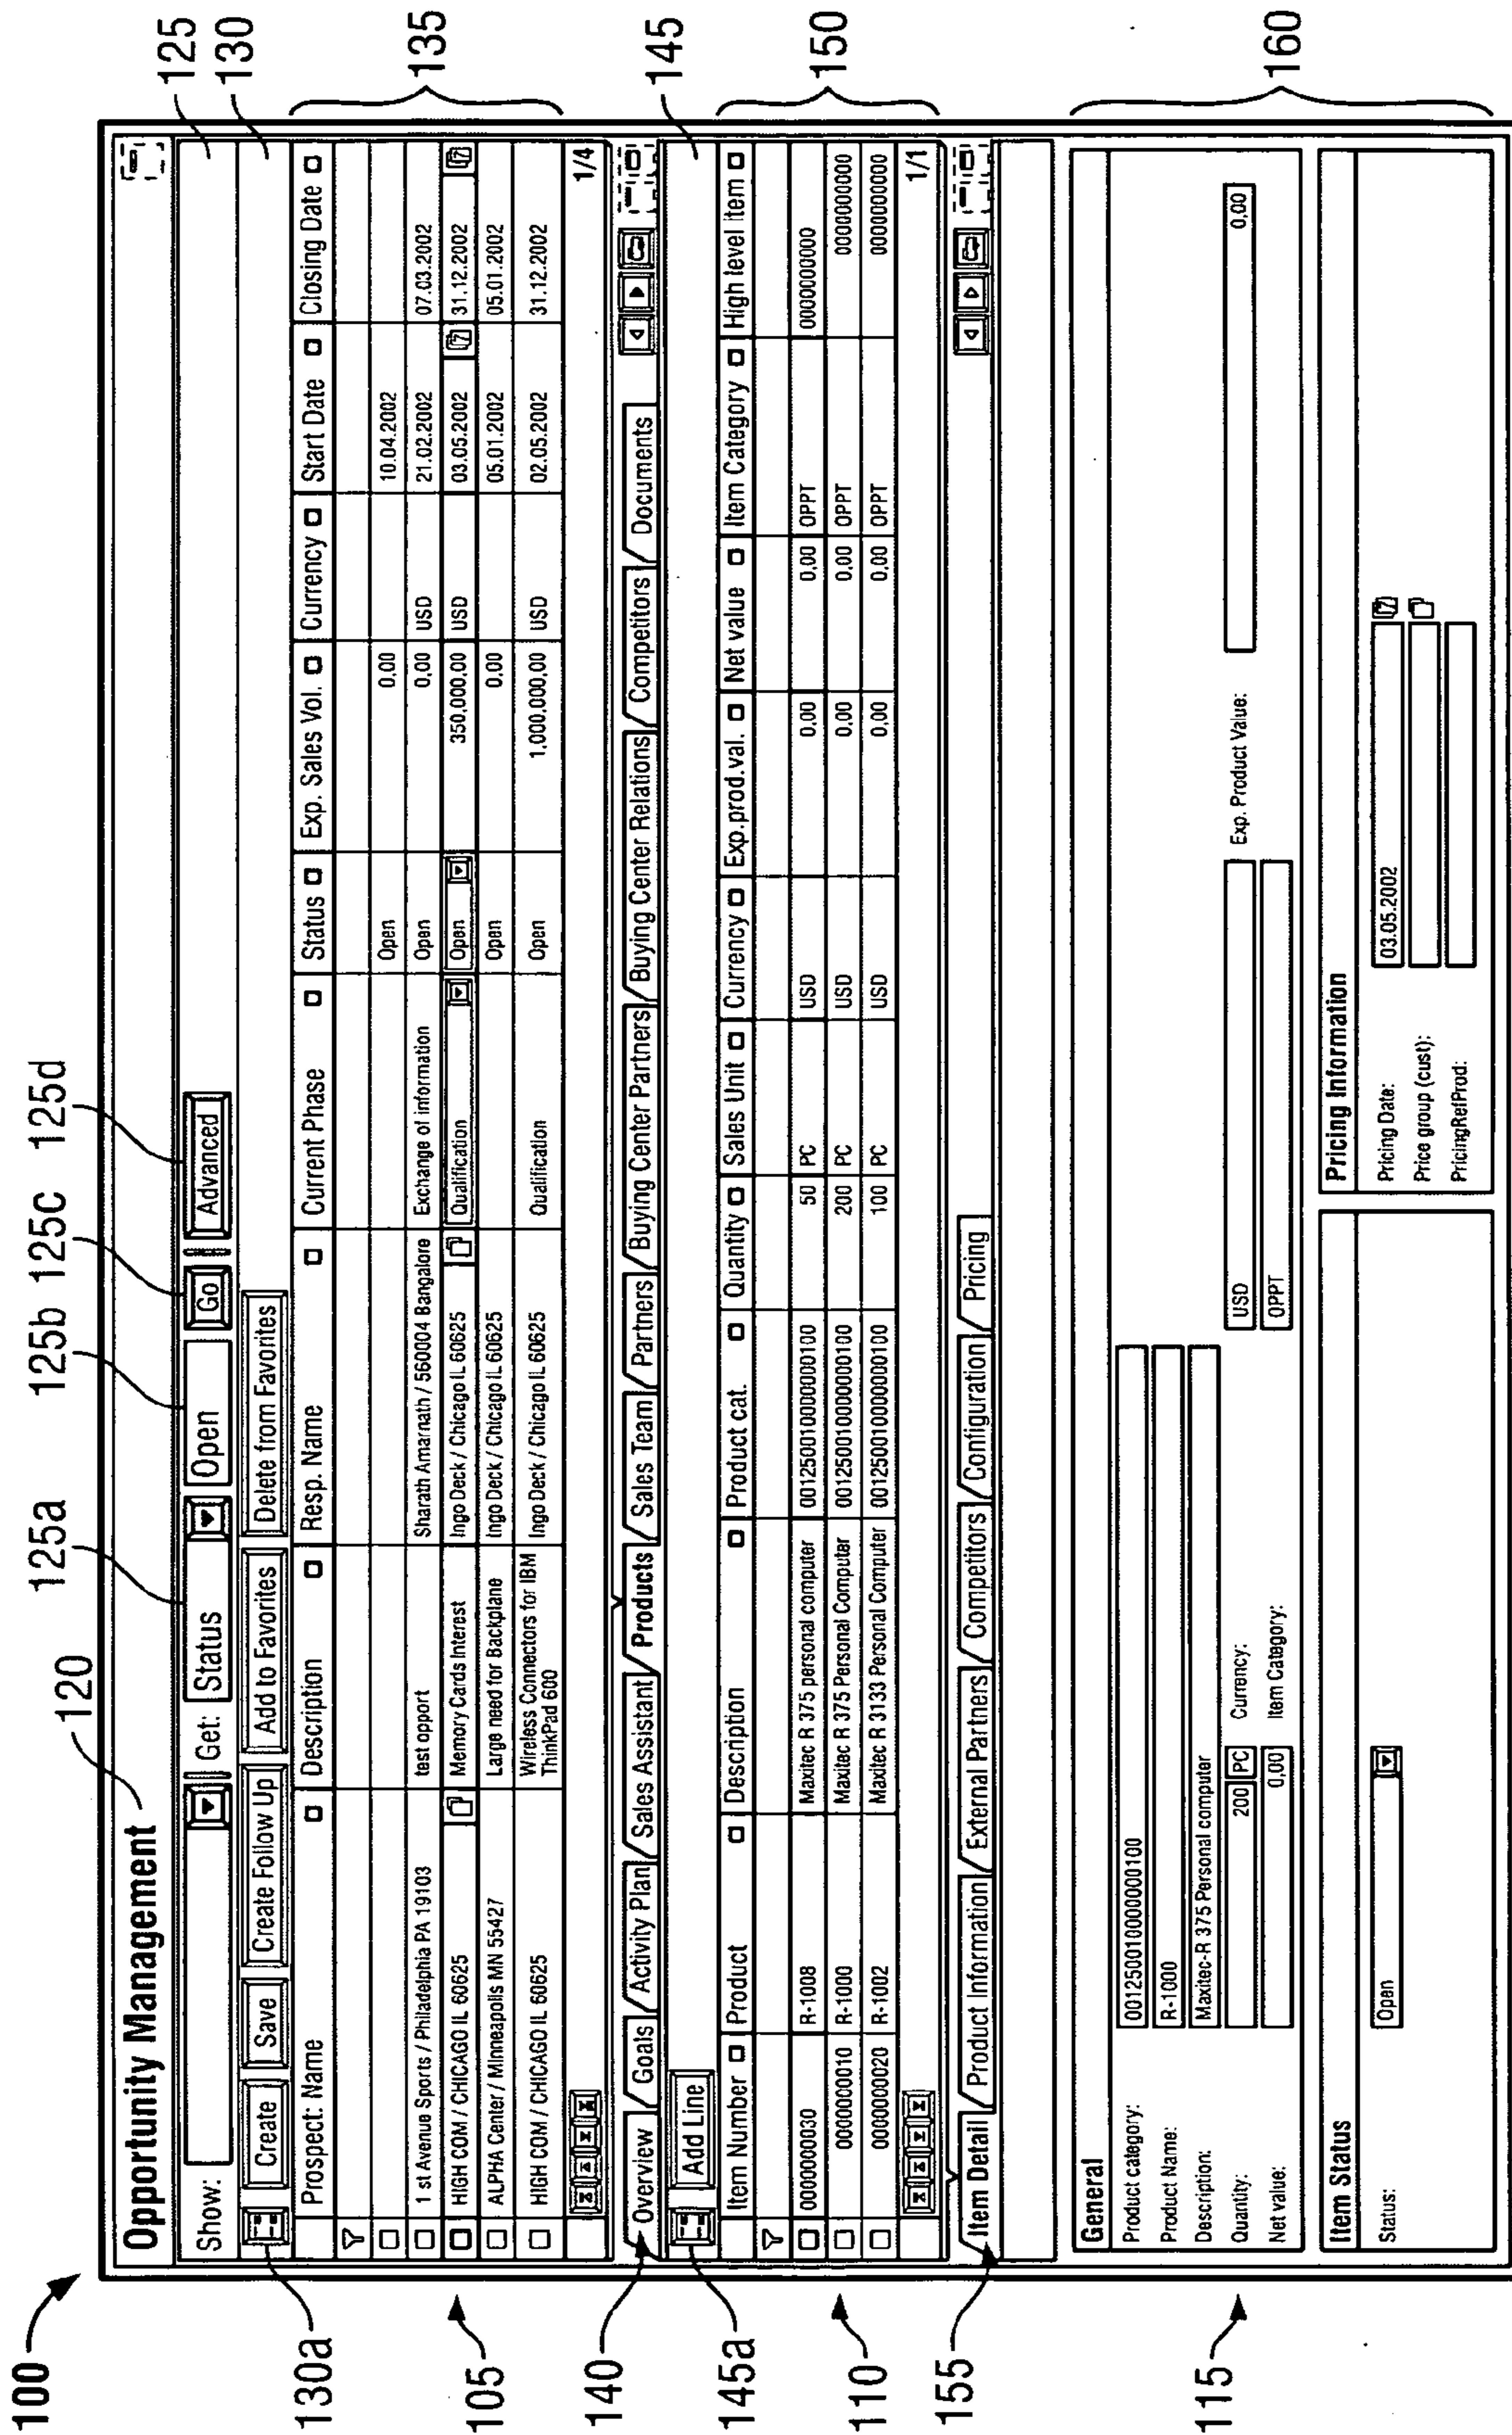 100
120
125a
125b
125c
125d
Opportunity Management
125
Show:
Get:
Status
Open
Go
Advanced
130
130a
Create
Save
Create Follow Up
Add to Favorites
Delete from Favorites
105
135
Prospect: Name
Description
Resp. Name
Current Phase
Status
Exp. Sales Vol.
Currency
Start Date
Closing Date
Open 0,00 10.04.2002
1 st Avenue Sports / Philadelphia PA 19103 test opport Sharath Amarnath / 560004 Bangalore Exchange of information Open 0,00 USD 21.02.2002 07.03.2002
HIGH COM / CHICAGO IL 60625 Memory Cards Interest Ingo Deck / Chicago IL 60625 Qualification Open 350,000,00 USD 03.05.2002 31.12.2002
ALPHA Center / Minneapolis MN 55427 Large need for Backplane Ingo Deck / Chicago IL 60625 Open 0,00 05.01.2002 05.01.2002
HIGH COM / CHICAGO IL 60625 Wireless Connectors for IBM ThinkPad 600 Ingo Deck / Chicago IL 60625 Qualification Open 1,000,000,00 USD 02.05.2002 31.12.2002
1/4
140
Overview
Goals
Activity Plan
Sales Assistant
Products
Sales Team
Partners
Buying Center Partners
Buying Center Relations
Competitors
Documents
145
145a
Add Line
110
150
Item Number
Product
Description
Product cat.
Quantity
Sales Unit
Currency
Exp.prod.val.
Net value
Item Category
High level item
0000000030 R-1008 Maxitec R 375 personal computer 001250010000000100 50 PC USD 0,00 0,00 OPPT 0000000000
0000000010 R-1000 Maxitec R 375 Personal Computer 001250010000000100 200 PC USD 0,00 0,00 OPPT 0000000000
0000000020 R-1002 Maxitec R 3133 Personal Computer 001250010000000100 100 PC USD 0,00 0,00 OPPT 0000000000
1/1
155
Item Detail
Product Information
External Partners
Competitors
Configuration
Pricing
115
160
General
Product category: 001250010000000100
Product Name: R-1000
Description: Maxitec-R 375 Personal computer
Quantity: 200 PC Currency: USD Exp. Product Value: 0,00
Net value: 0,00 Item Category: OPPT
Item Status
Status: Open
Pricing Information
Pricing Date: 03.05.2002
Price group (cust):
PricingRefProd: